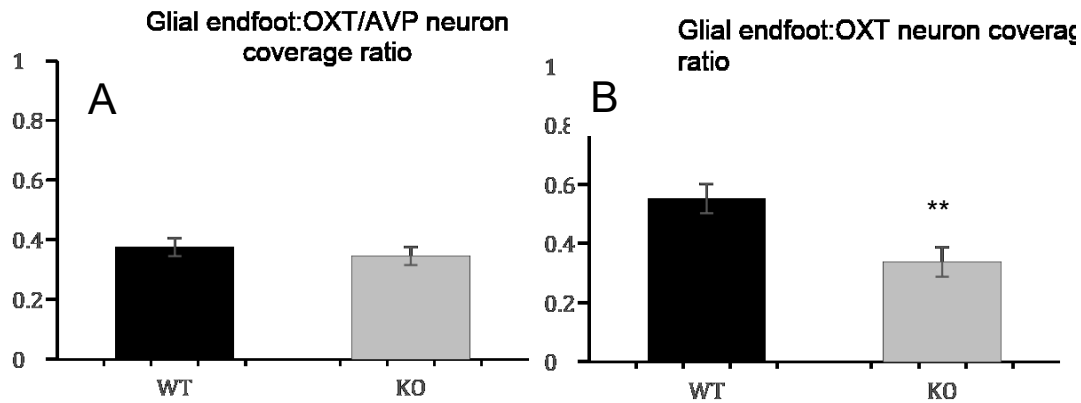 Glial endfoot:OXT/AVP neuron
coverage ratio
A
1
0.8
0.6
0.4
0.2
0
WT KO
Glial endfoot:OXT neuron coverag
ratio
B
1
0.8
0.6
0.4
0.2
0
**
WT KO